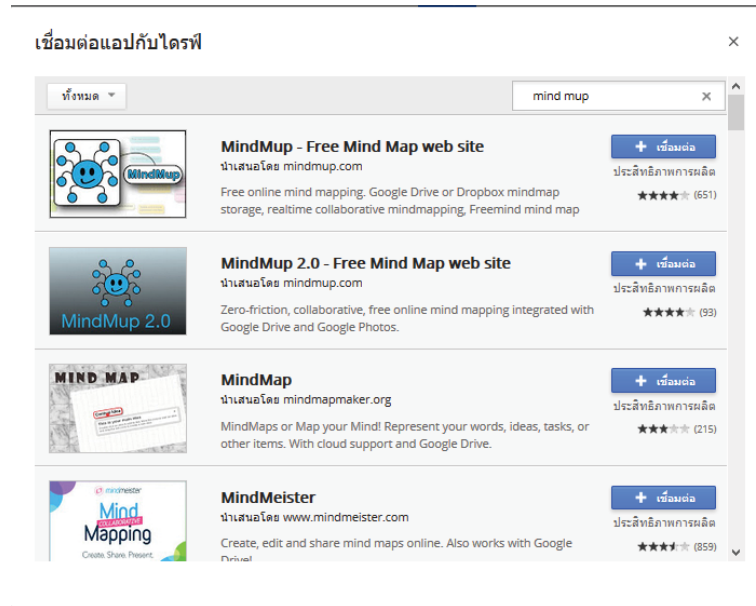 เชื่อมต่อแอปกับไดรฟ์
ทั้งหมด
mind mup
MindMup
MindMup - Free Mind Map web site
นำเสนอโดย mindmup.com
Free online mind mapping. Google Drive or Dropbox mindmap
storage, realtime collaborative mindmapping, Freemind mind map
เชื่อมต่อ
ประสิทธิภาพการผลิต
(651)
MindMup 2.0
MindMup 2.0 - Free Mind Map web site
นำเสนอโดย mindmup.com
Zero-friction, collaborative, free online mind mapping integrated with
Google Drive and Google Photos.
เชื่อมต่อ
ประสิทธิภาพการผลิต
(93)
MIND MAP
MindMap
นำเสนอโดย mindmapmaker.org
MindMaps or Map your Mind! Represent your words, ideas, tasks, or
other items. With cloud support and Google Drive.
เชื่อมต่อ
ประสิทธิภาพการผลิต
(215)
mindmeister
Mind
COLLABORATIVE
Mapping
Create. Share. Present.
MindMeister
นำเสนอโดย www.mindmeister.com
Create, edit and share mind maps online. Also works with Google
Drive!
เชื่อมต่อ
ประสิทธิภาพการผลิต
(859)